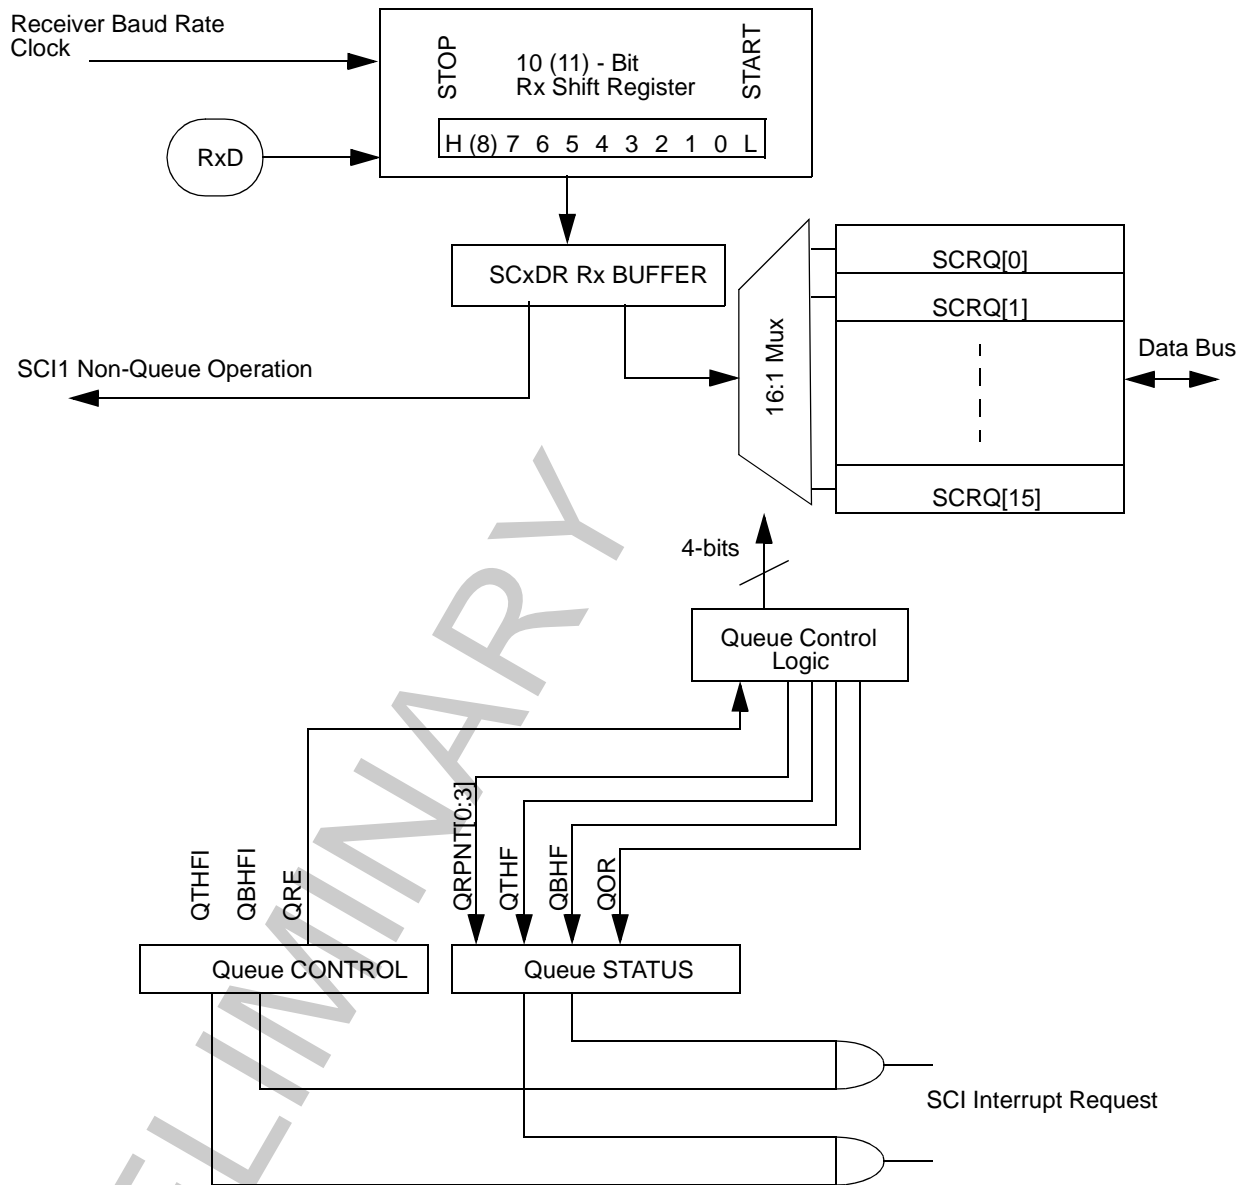 Receiver Baud Rate
Clock
STOP
10 (11) - Bit
Rx Shift Register
START
H (8) 7 6 5 4 3 2 1 0 L
RxD
SCxDR Rx BUFFER
16:1 Mux
SCRQ[0]
SCRQ[1]
SCRQ[15]
Data Bus
SCI1 Non-Queue Operation
4-bits
Queue Control
Logic
QTHFI
QBHFI
QRE
QRPNT[0:3]
QTHF
QBHF
QOR
Queue CONTROL
Queue STATUS
SCI Interrupt Request
ELIMINARY